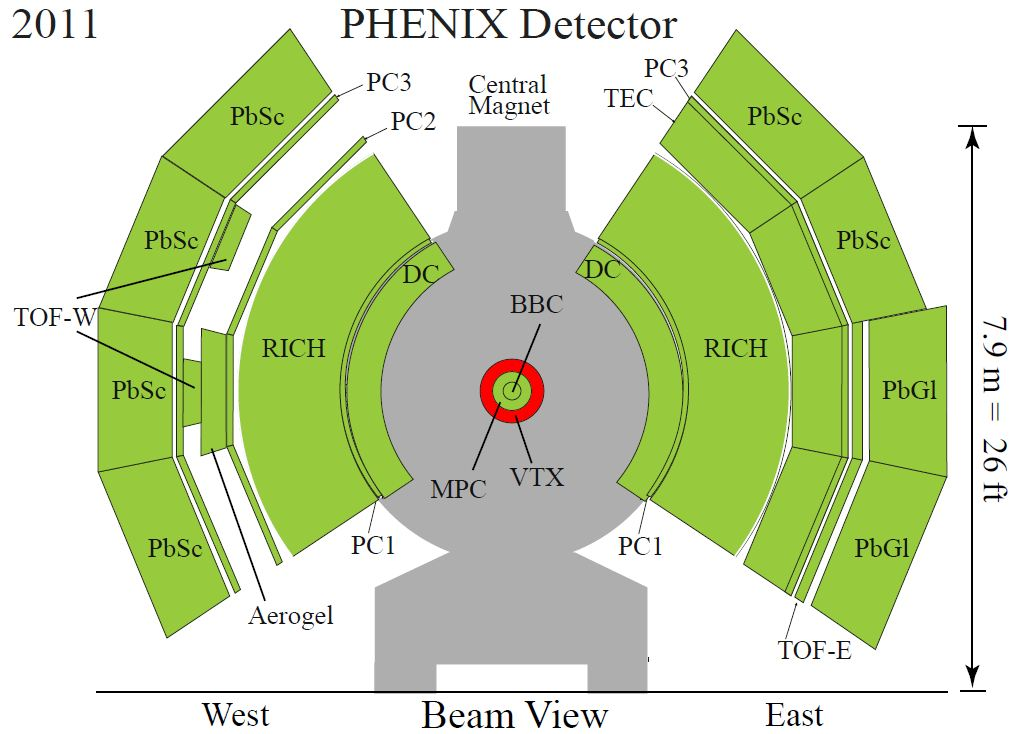 2011
PHENIX Detector
PC3
Central
Magnet
PC3
TEC
PbSc
PC2
PbSc
PbSc
DC
DC
PbSc
TOF-W
BBC
RICH
RICH
PbSc
PbGl
7.9 m = 26 ft
MPC
VTX
PbSc
PC1
PC1
PbGl
Aerogel
TOF-E
West
Beam View
East